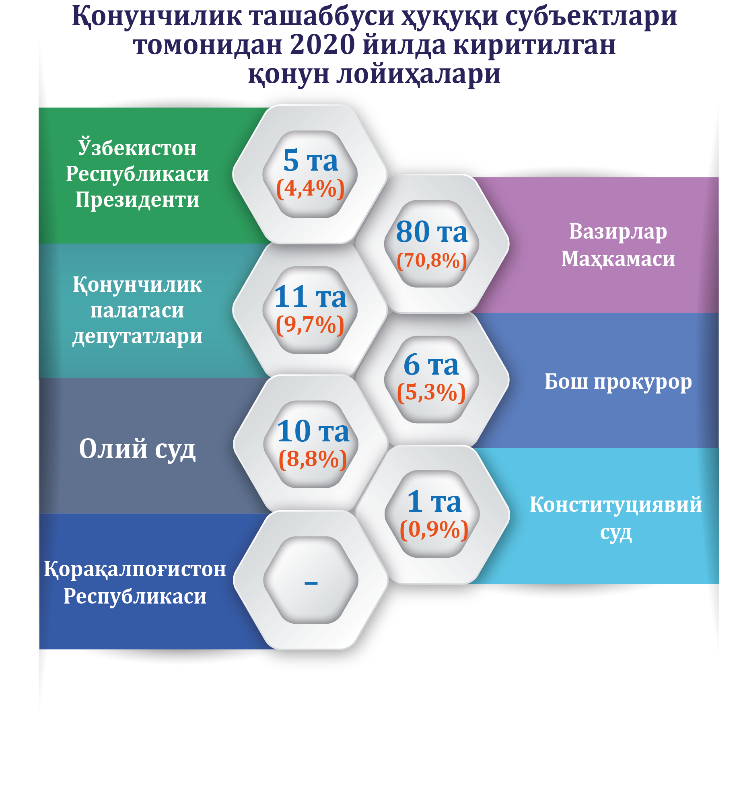 Қонунчилик ташаббуси ҳуқуқи субъектлари
томонидан 2020 йилда киритилган
қонун лойиҳалари
Ўзбекистон
Республикаси
Президенти
5 та
(4,4%)
80 та
(70,8%)
Вазирлар
Маҳкамаси
Қонунчилик
палатаси
депутатлари
11 та
(9,7%)
6 та
(5,3%)
Бош прокурор
Олий суд
10 та
(8,8%)
1 та
(0,9%)
Конституциявий
суд
Қорақалпоғистон
Республикаси
–